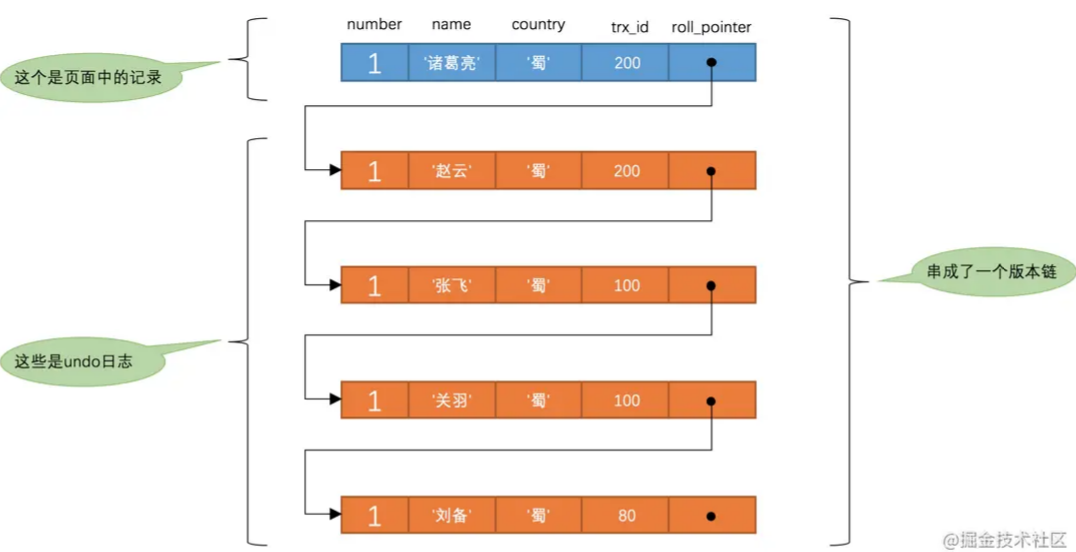 number name country trx_id roll_pointer
1 '诸葛亮' '蜀' 200
这个是页面中的记录
1 '赵云' '蜀' 200
1 '张飞' '蜀' 100
串成了一个版本链
这些是undo日志
1 '关羽' '蜀' 100
1 '刘备' '蜀' 80
@掘金技术社区